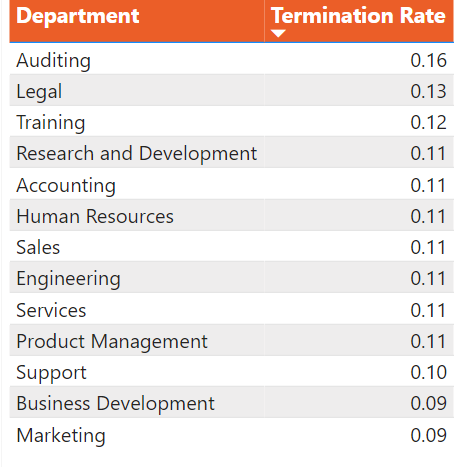 Department Termination Rate
Auditing 0.16
Legal 0.13
Training 0.12
Research and Development 0.11
Accounting 0.11
Human Resources 0.11
Sales 0.11
Engineering 0.11
Services 0.11
Product Management 0.11
Support 0.10
Business Development 0.09
Marketing 0.09